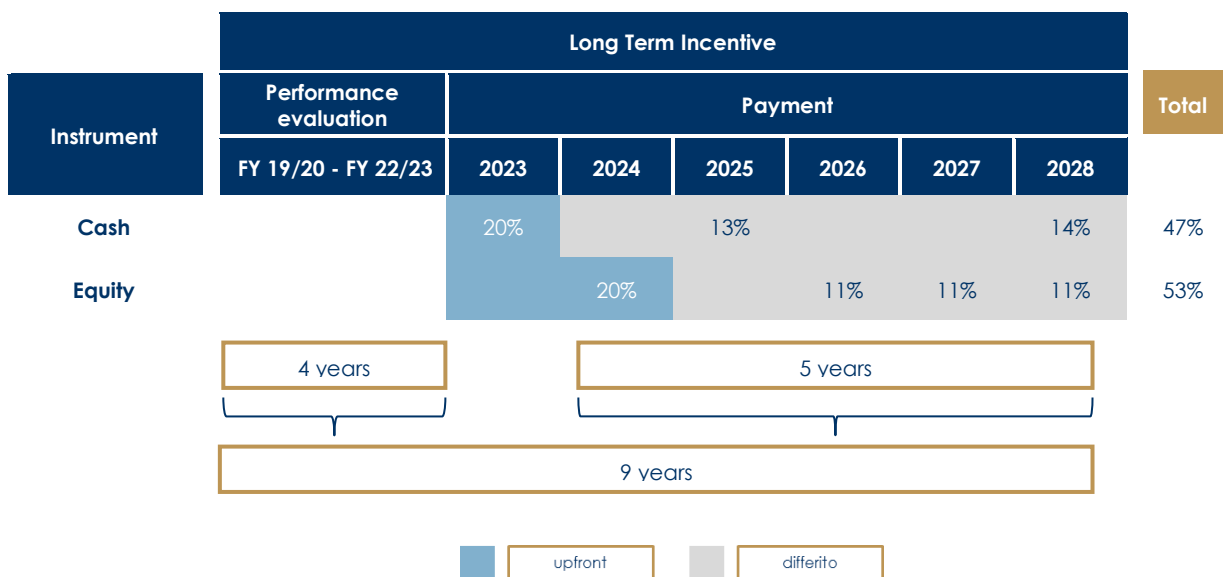 Long Term Incentive
Instrument
Performance
evaluation
Payment
Total
FY 19/20 - FY 22/23 2023 2024 2025 2026 2027 2028
Cash 20% 13% 14% 47%
Equity 20% 11% 11% 11% 53%
4 years 5 years
9 years
upfront differito